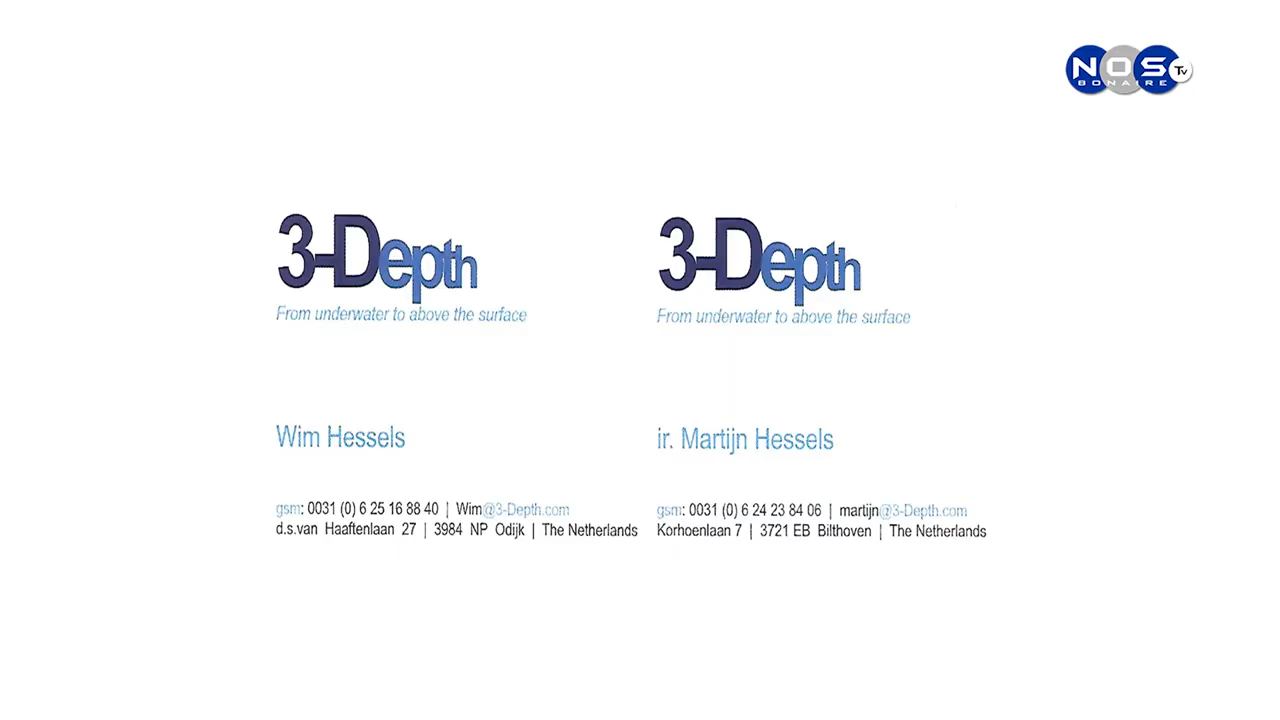 NOS Tv
BONAIRE
3-Depth
From underwater to above the surface
Wim Hessels
gsm: 0031 (0) 6 25 16 88 40 | Wim@3-Depth.com
d.s.van Haaftenlaan 27 | 3984 NP Odijk | The Netherlands
3-Depth
From underwater to above the surface
ir. Martijn Hessels
gsm: 0031 (0) 6 24 23 84 06 | martijn@3-Depth.com
Korhoenlaan 7 | 3721 EB Bilthoven | The Netherlands